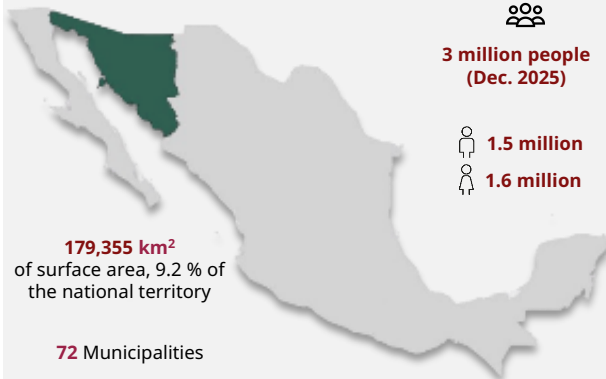 3 million people
(Dec. 2025)
1.5 million
1.6 million
179,355 km²
of surface area, 9.2 % of
the national territory
72 Municipalities